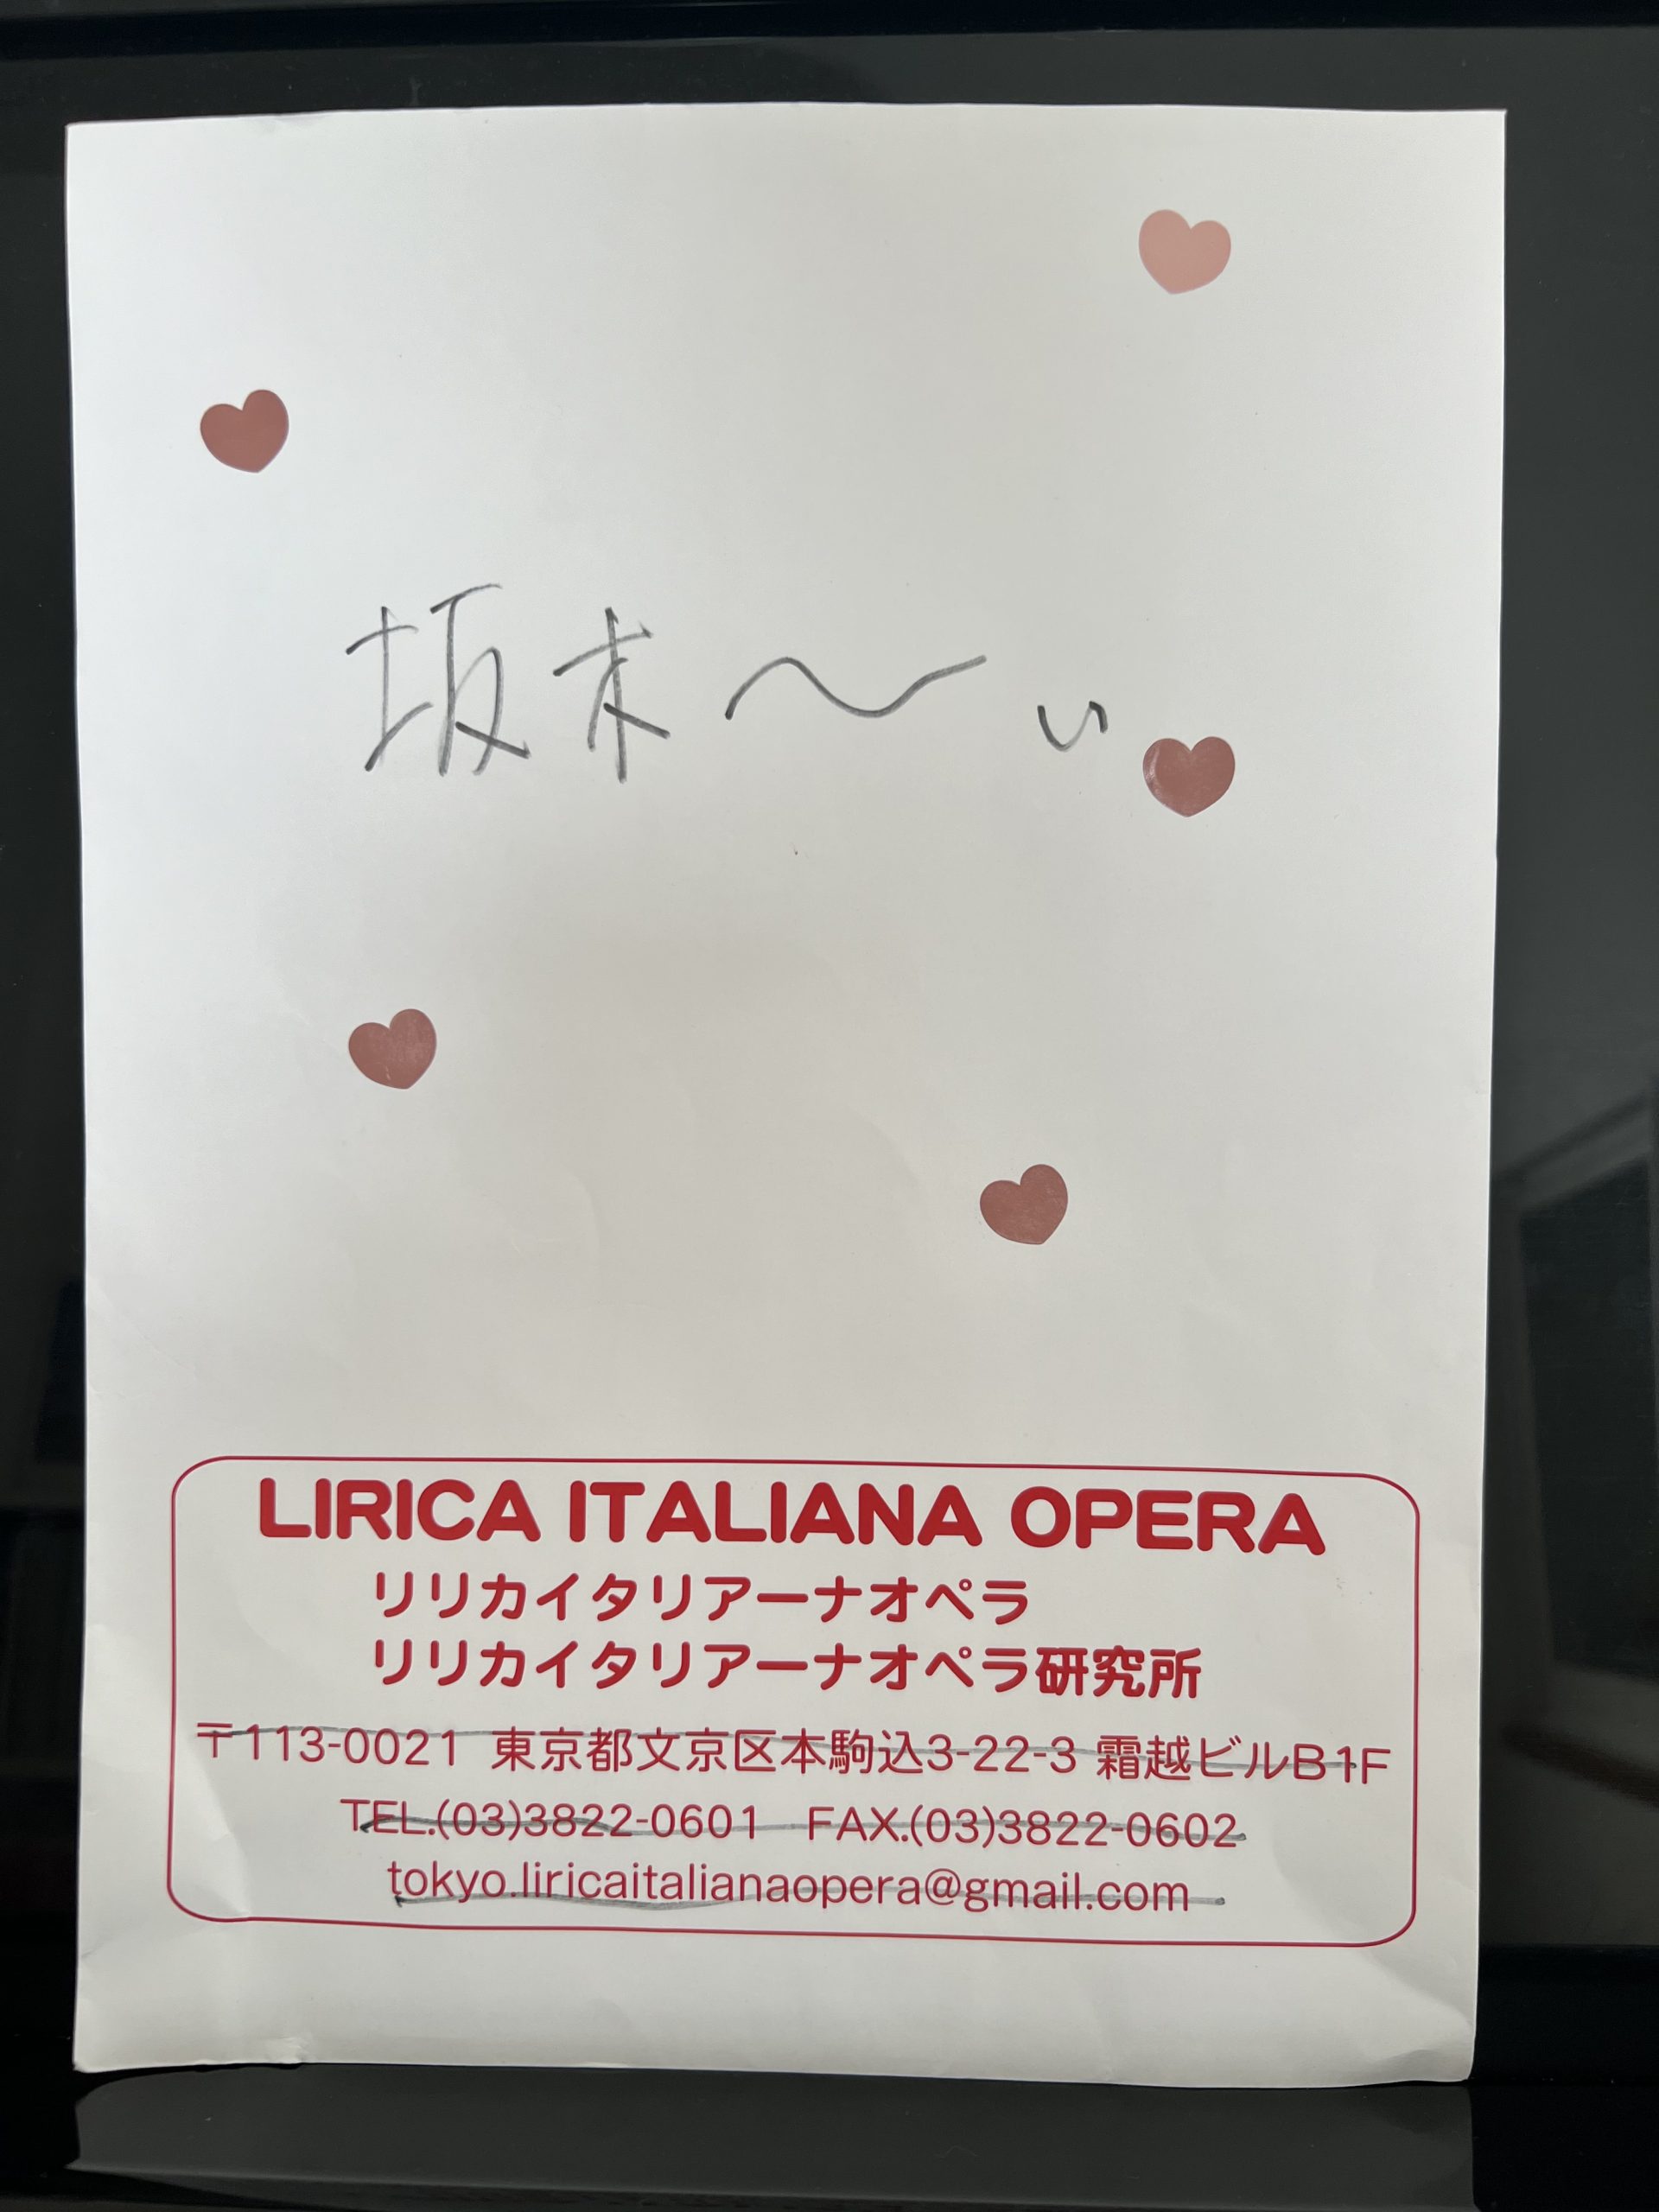 坂本〜ぃ
LIRICA ITALIANA OPERA
リリカイタリアーナオペラ
リリカイタリアーナオペラ研究所
〒113-0021 東京都文京区本駒込3-22-3 霜越ビルB1F
TEL.(03)3822-0601 FAX.(03)3822-0602
tokyo.liricaitalianaopera@gmail.com